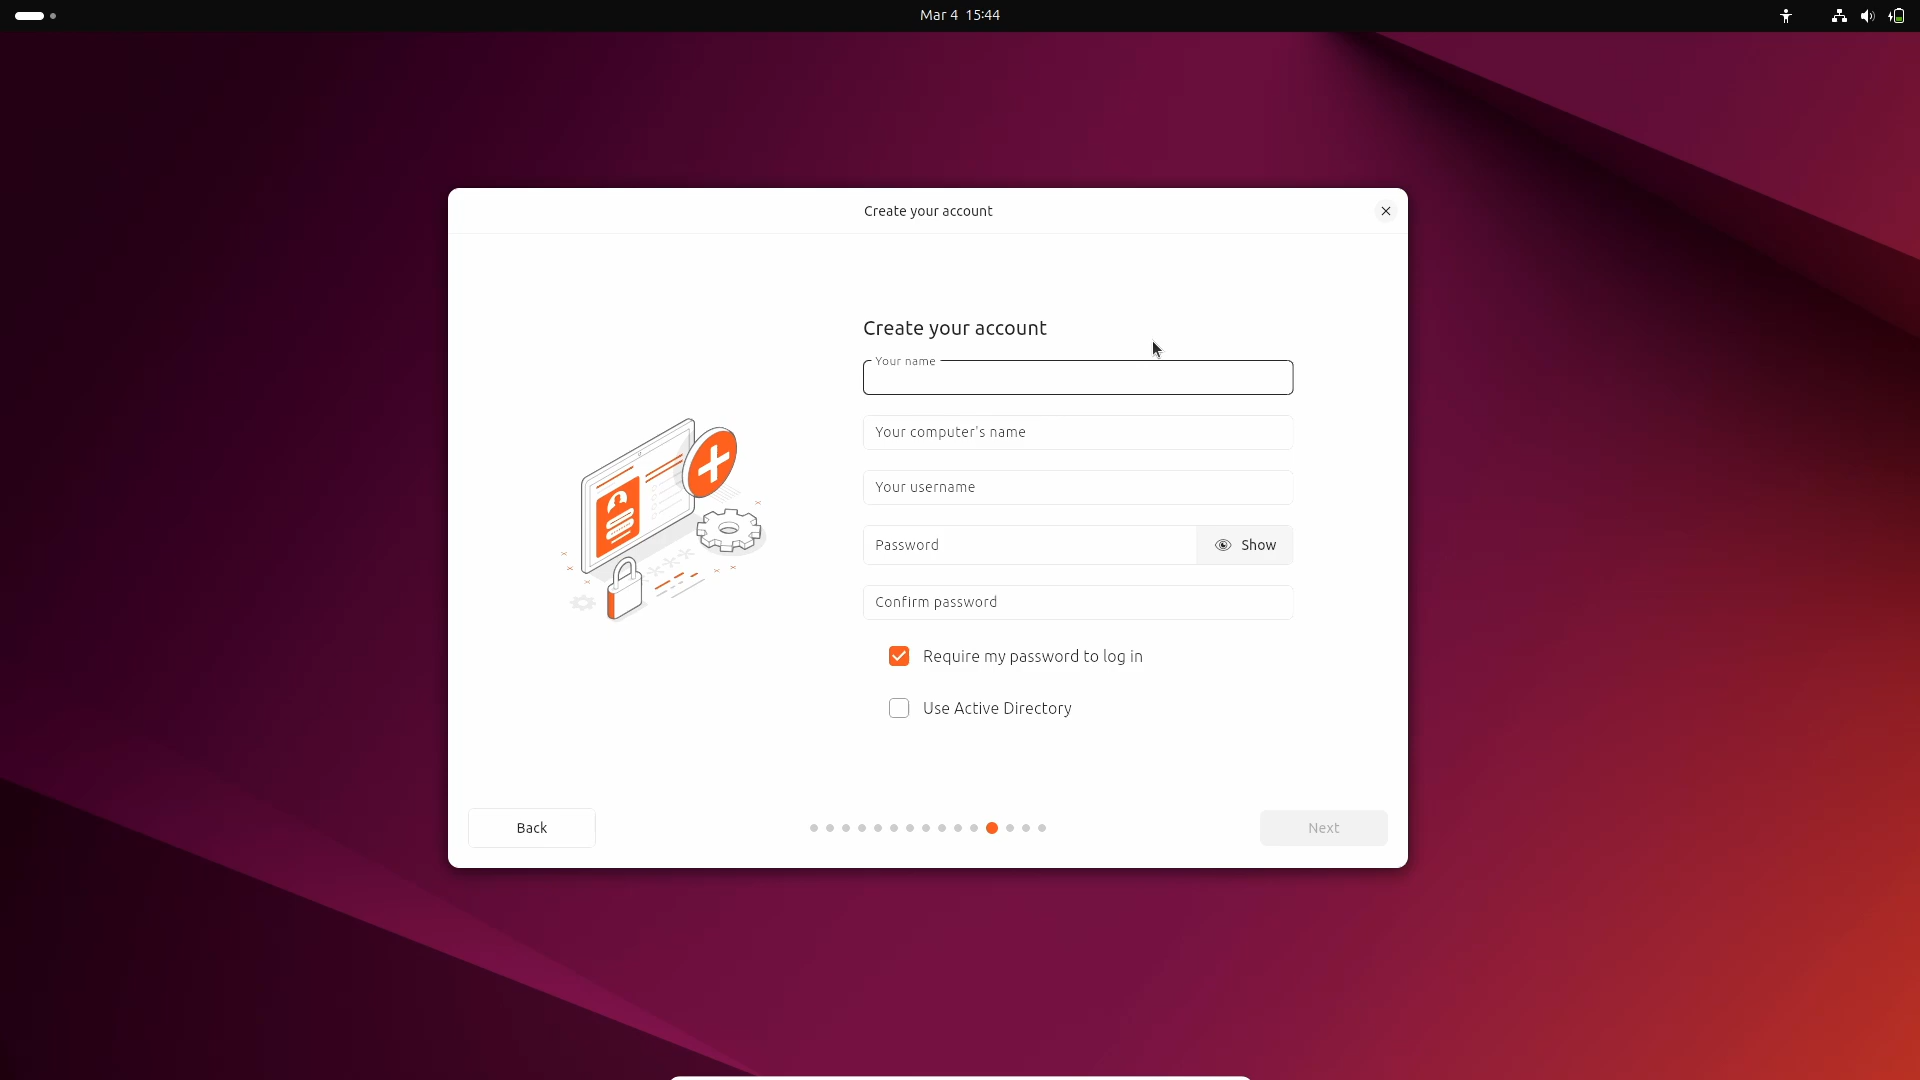 Mar 4 15:44
Create your account
Create your account
Your name
Your computer's name
Your username
Password
Show
Confirm password
Require my password to log in
Use Active Directory
Back
Next